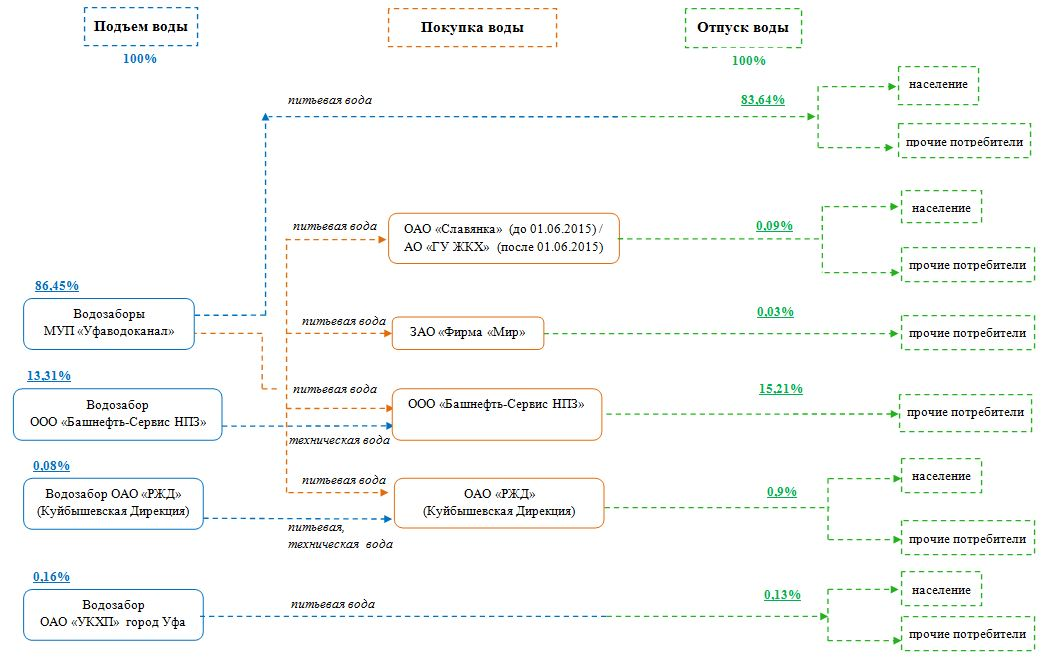 Подъем воды
Покупка воды
Отпуск воды
100%
100%
питьевая вода
83,64%
население
прочие потребители
питьевая вода
ОАО «Славянка» (до 01.06.2015) /
АО «ГУ ЖКХ» (после 01.06.2015)
0,09%
население
прочие потребители
86,45%
Водозаборы
МУП «Уфаводоканал»
питьевая вода
ЗАО «Фирма «Мир»
0,03%
прочие потребители
13,31%
Водозабор
ООО «Башнефть-Сервис НПЗ»
питьевая вода
техническая вода
ООО «Башнефть-Сервис НПЗ»
15,21%
прочие потребители
0,08%
Водозабор ОАО «РЖД»
(Куйбышевская Дирекция)
питьевая вода
питьевая,
техническая вода
ОАО «РЖД»
(Куйбышевская Дирекция)
0,9%
население
прочие потребители
0,16%
Водозабор
ОАО «УКХП» город Уфа
питьевая вода
0,13%
население
прочие потребители